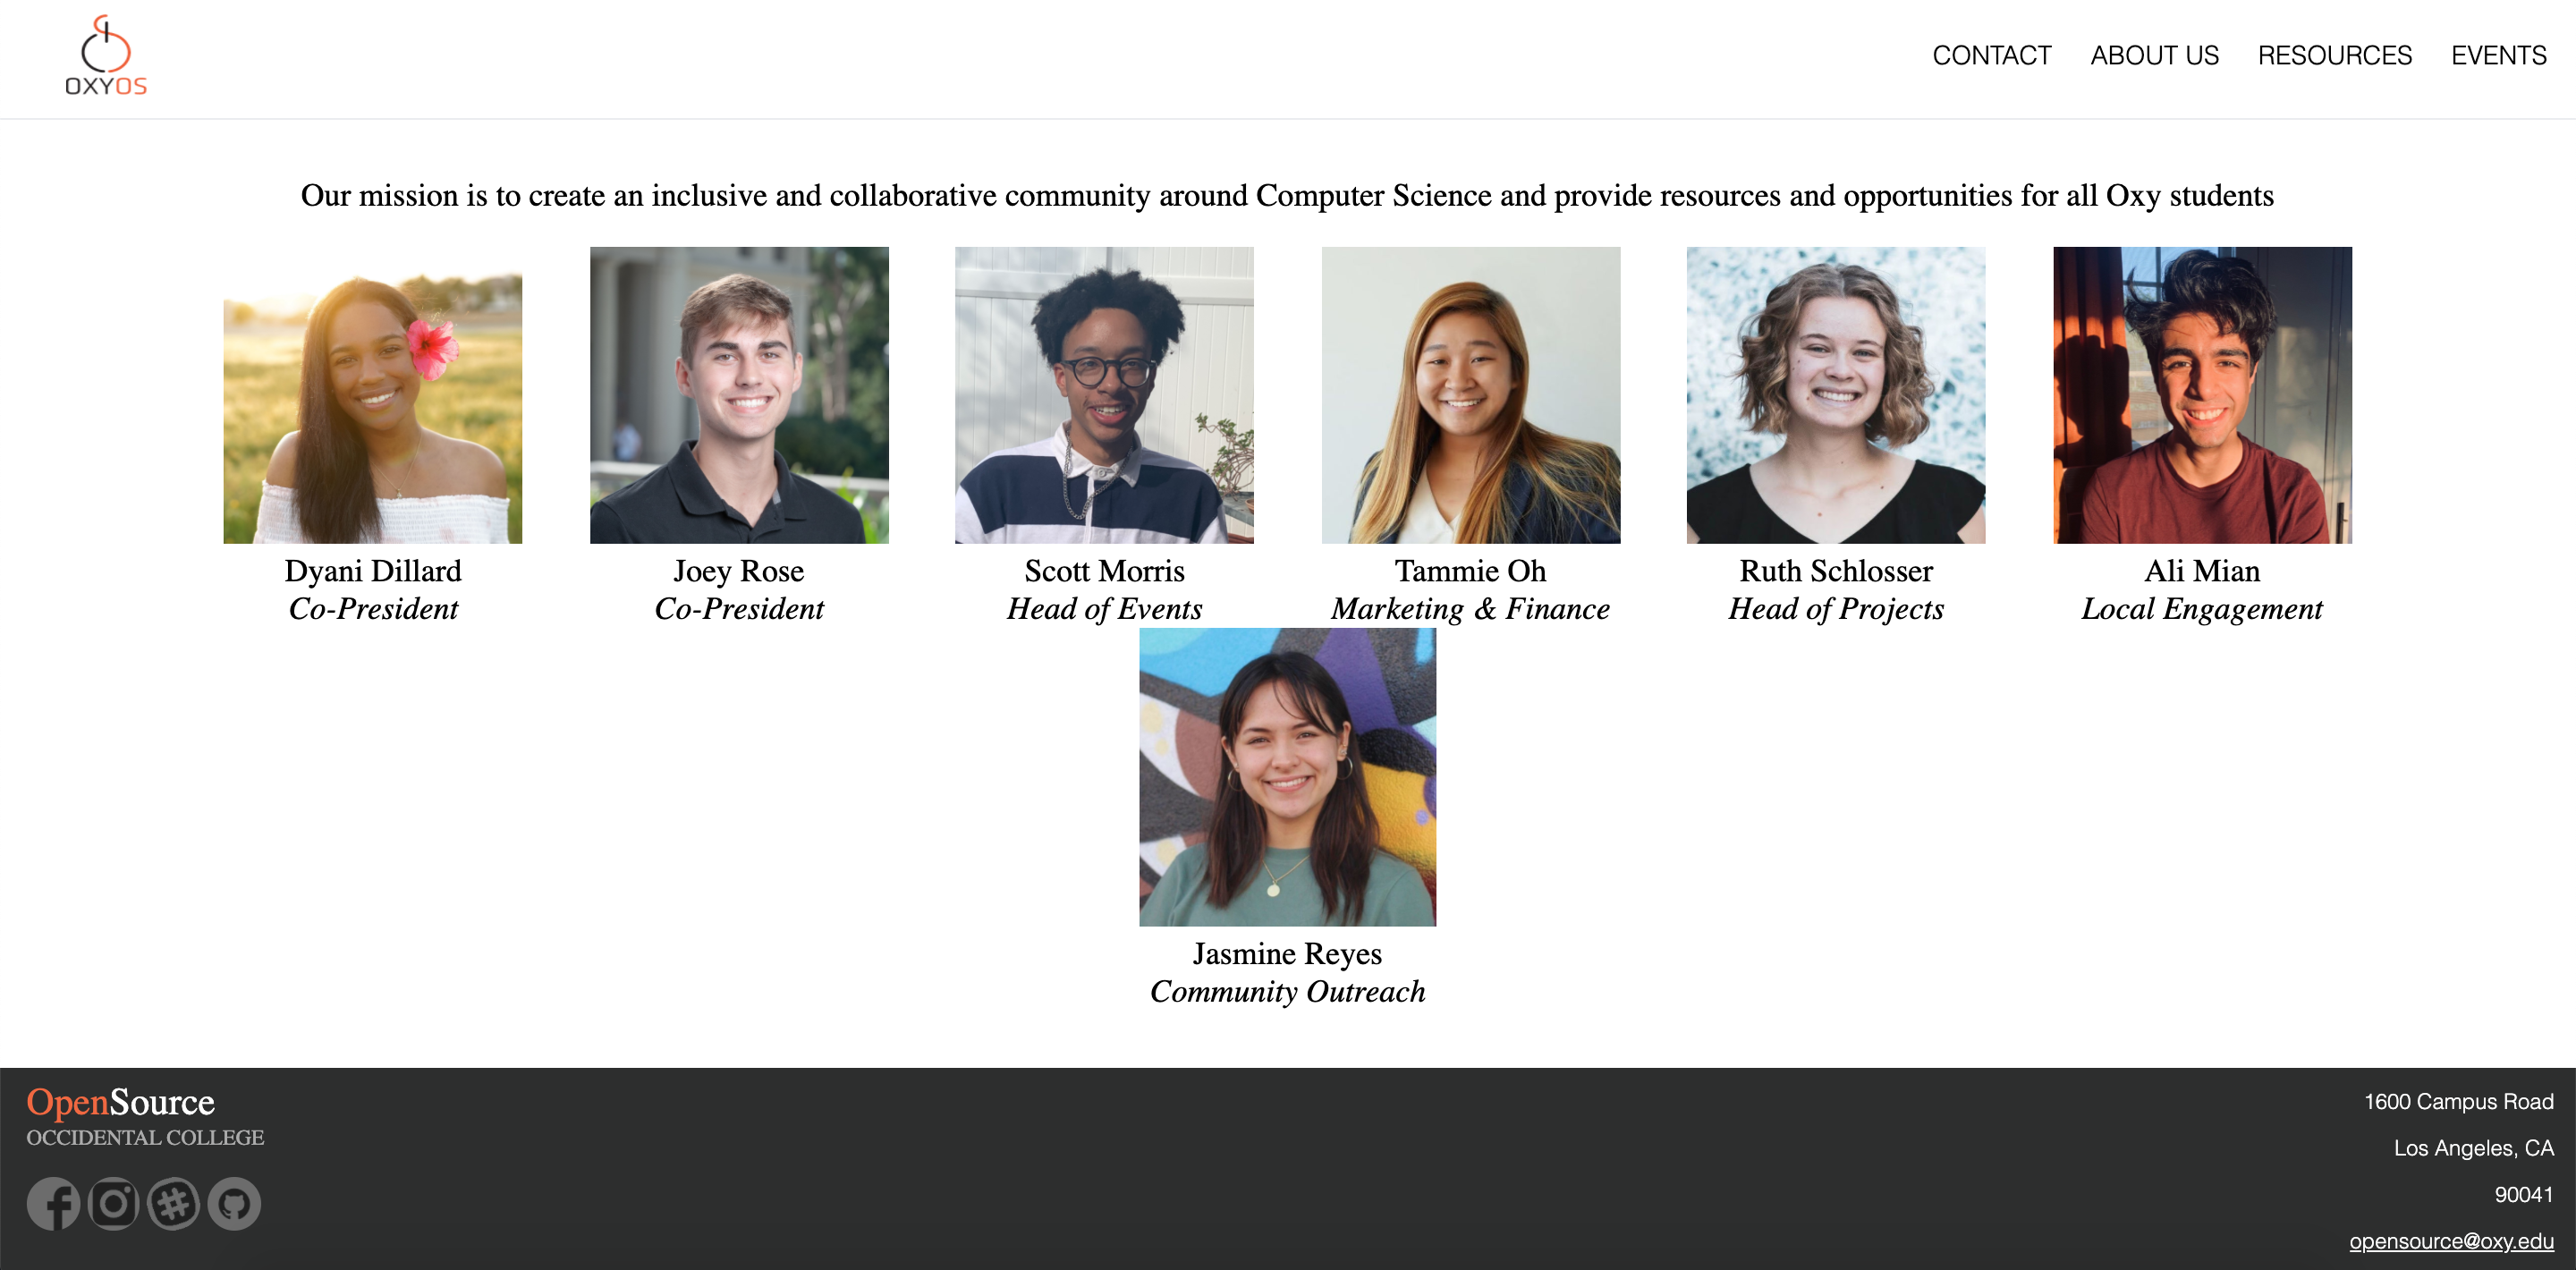 OXYOS
CONTACT ABOUT US RESOURCES EVENTS
Our mission is to create an inclusive and collaborative community around Computer Science and provide resources and opportunities for all Oxy students
Dyani Dillard
Co-President
Joey Rose
Co-President
Scott Morris
Head of Events
Tammie Oh
Marketing & Finance
Ruth Schlosser
Head of Projects
Ali Mian
Local Engagement
Jasmine Reyes
Community Outreach
OpenSource
OCCIDENTAL COLLEGE
1600 Campus Road
Los Angeles, CA
90041
opensource@oxy.edu